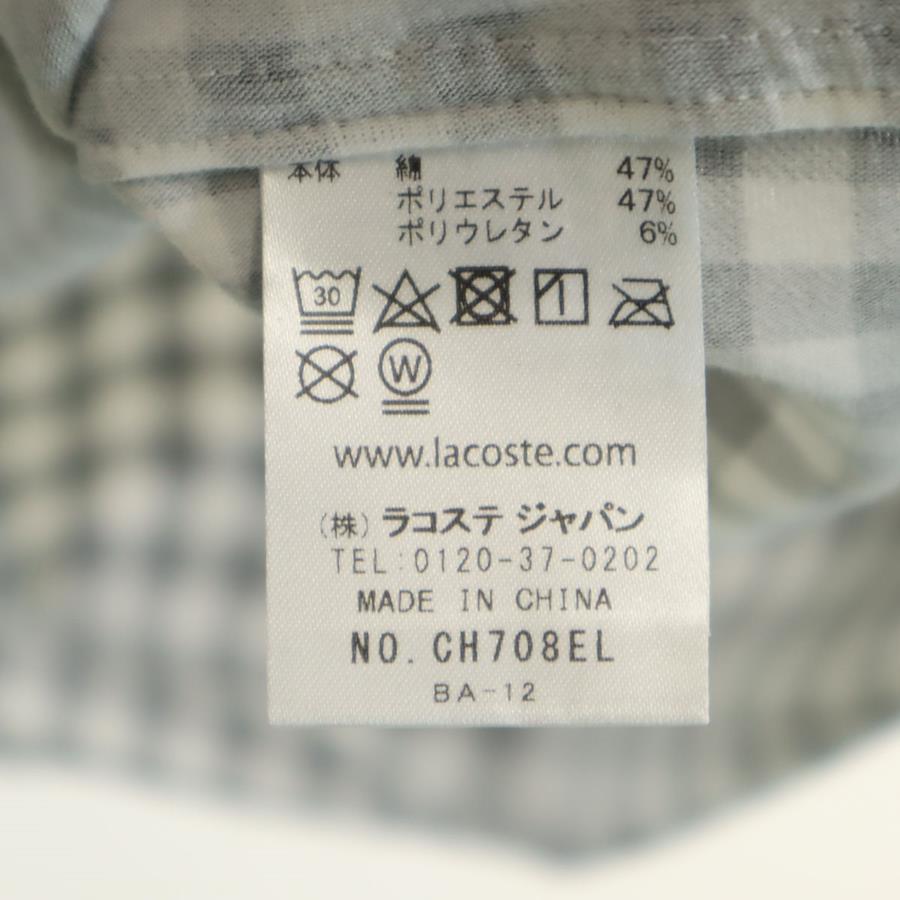 本体 綿 47%
ポリエステル 47%
ポリウレタン 6%
30
W
www.lacoste.com
(株) ラコステ ジャパン
TEL:0120-37-0202
MADE IN CHINA
NO. CH708EL
BA-12